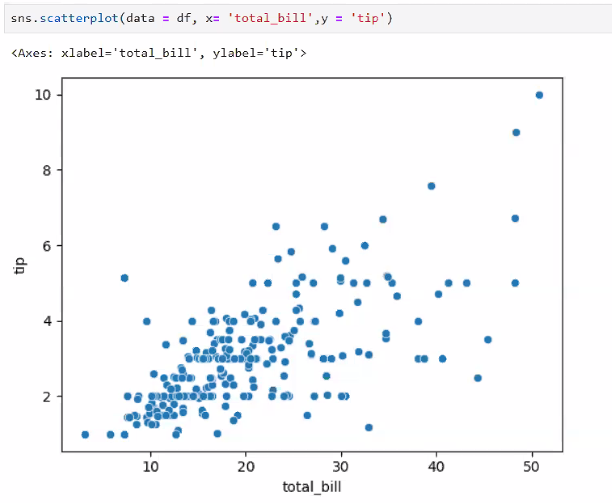 sns.scatterplot(data = df, x= 'total_bill',y = 'tip')
<Axes: xlabel='total_bill', ylabel='tip'>
10
8
6
tip
4
2
10 20 30 40 50
total_bill